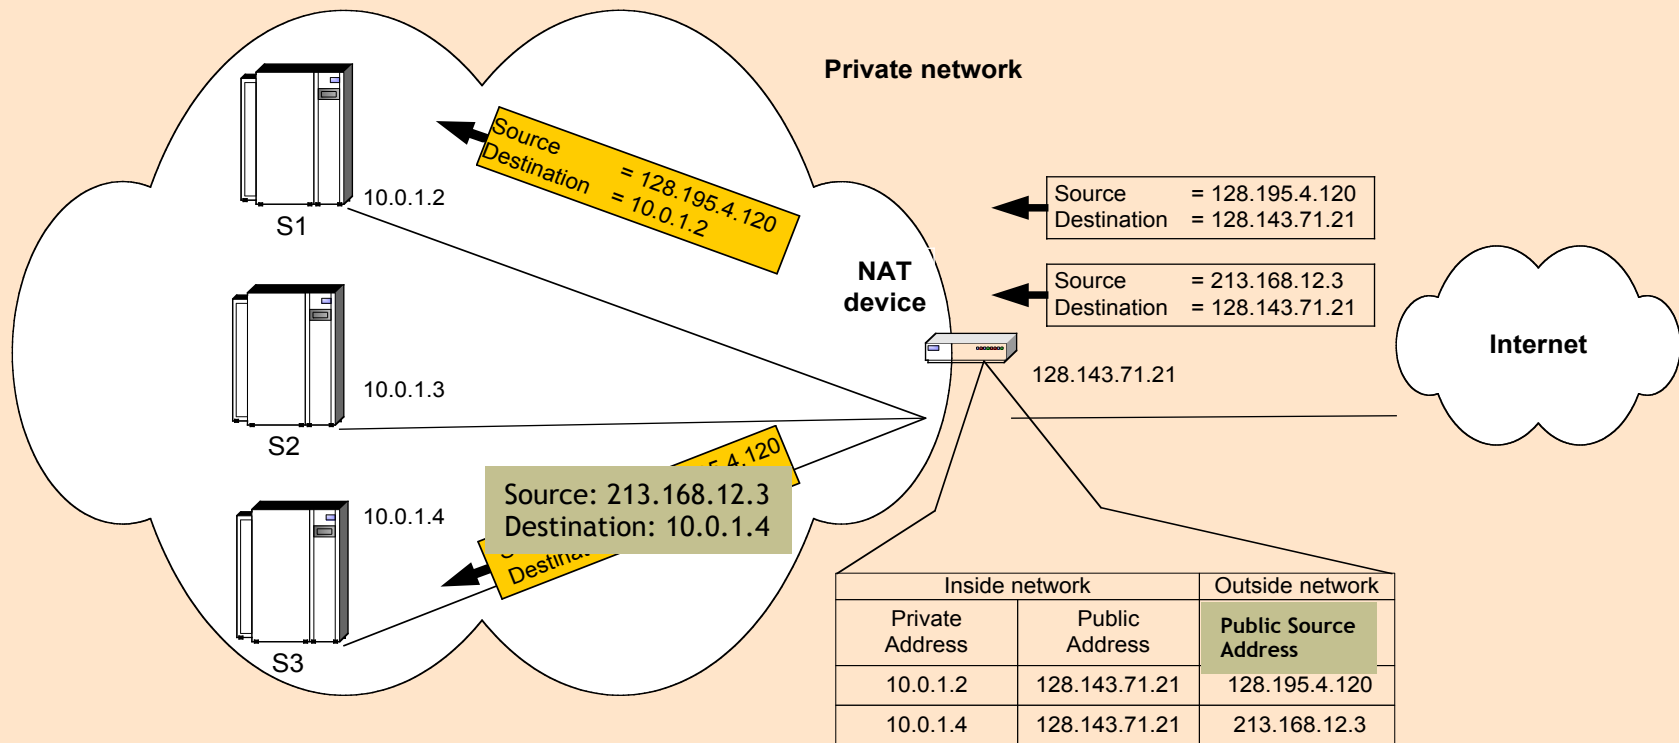 Private network
Source = 128.195.4.120
Destination = 10.0.1.2
10.0.1.2
S1
Source = 128.195.4.120
Destination = 128.143.71.21
NAT
device
Source = 213.168.12.3
Destination = 128.143.71.21
Internet
128.143.71.21
10.0.1.3
S2
4.120
Source: 213.168.12.3
Destination: 10.0.1.4
10.0.1.4
S3
Inside network Outside network
Private
Address
Public
Address
Public Source
Address
10.0.1.2 128.143.71.21 128.195.4.120
10.0.1.4 128.143.71.21 213.168.12.3